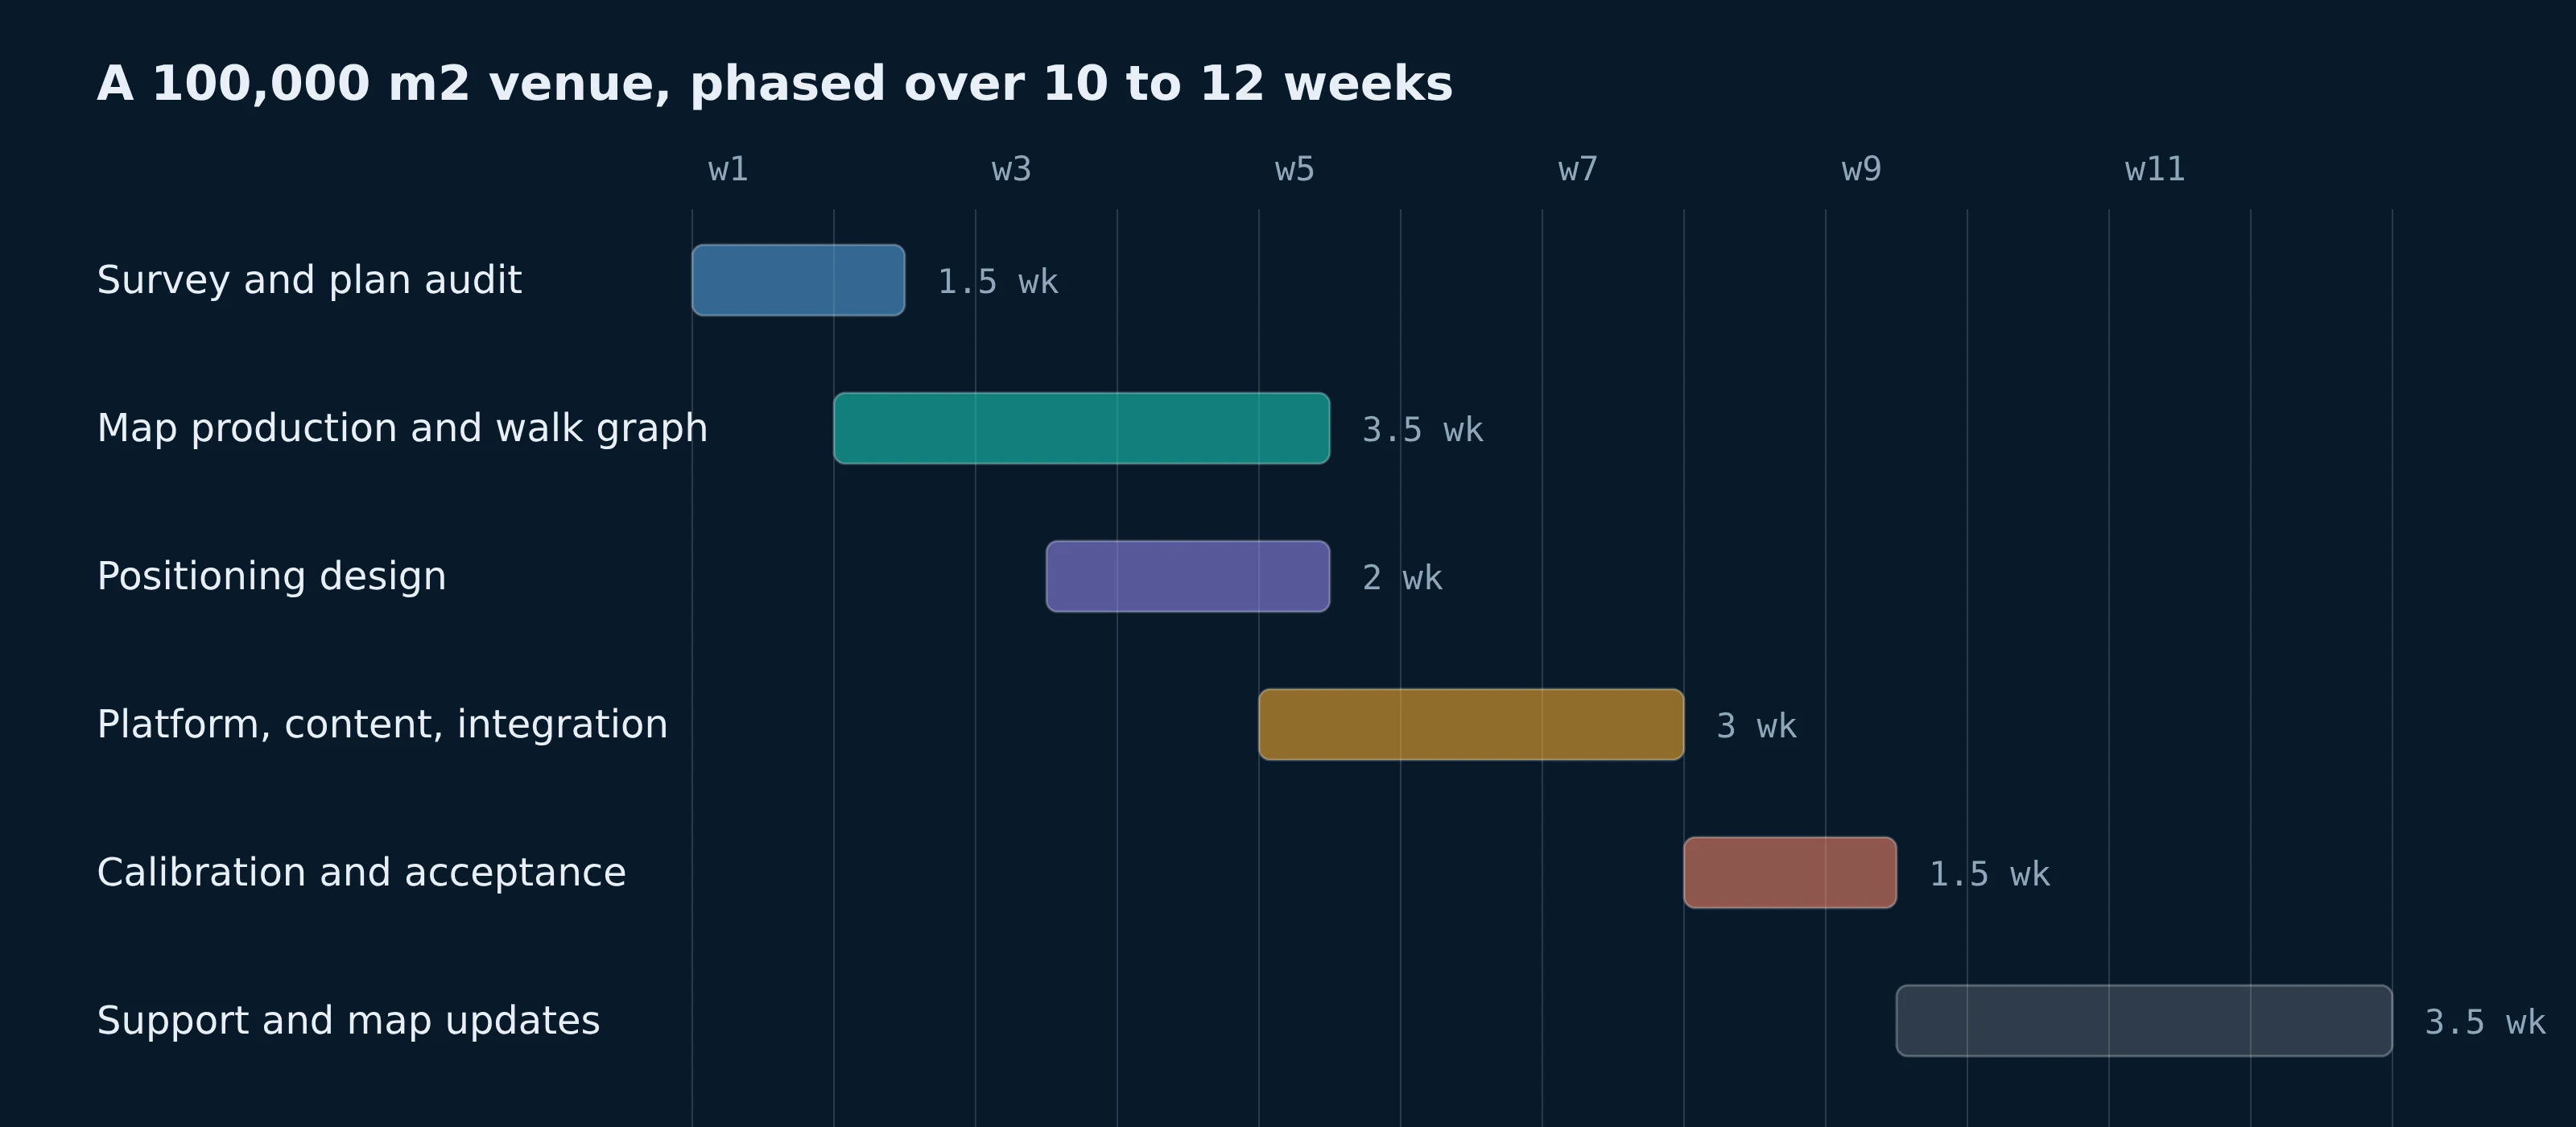 A 100,000 m2 venue, phased over 10 to 12 weeks
w1 w3 w5 w7 w9 w11
Survey and plan audit 1.5 wk
Map production and walk graph 3.5 wk
Positioning design 2 wk
Platform, content, integration 3 wk
Calibration and acceptance 1.5 wk
Support and map updates 3.5 wk